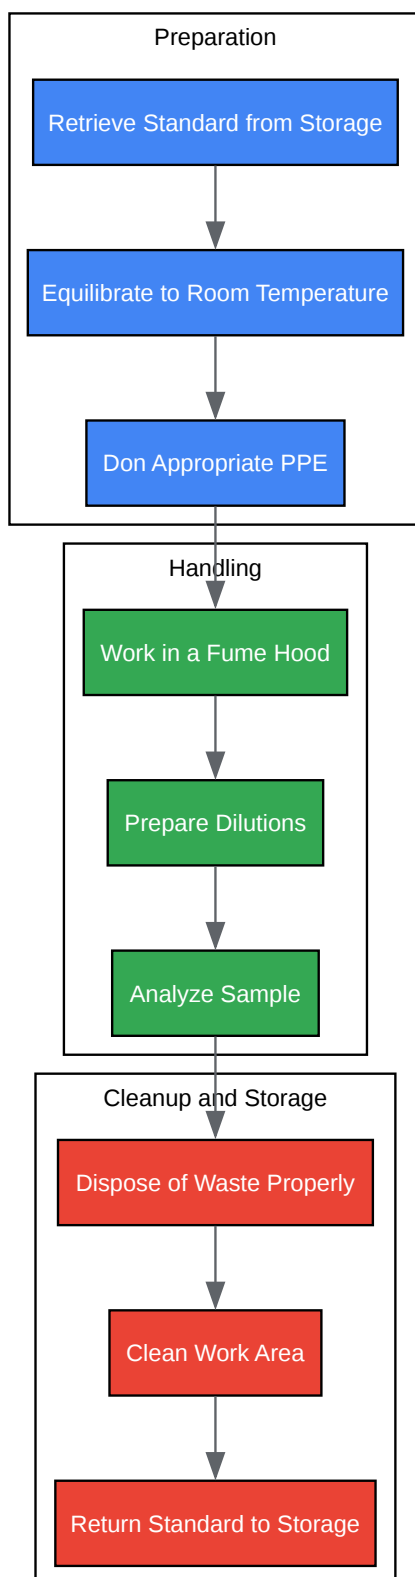 Preparation
Retrieve Standard from Storage
Equilibrate to Room Temperature
Don Appropriate PPE
Handling
Work in a Fume Hood
Prepare Dilutions
Analyze Sample
Cleanup and Storage
Dispose of Waste Properly
Clean Work Area
Return Standard to Storage